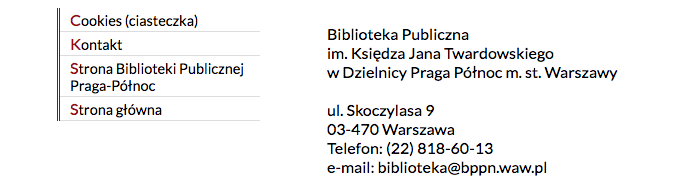 Cookies (ciasteczka)
Kontakt
Strona Biblioteki Publicznej
Praga-Północ
Strona główna
Biblioteka Publiczna
im. Księdza Jana Twardowskiego
w Dzielnicy Praga Północ m. st. Warszawy
ul. Skoczylasa 9
03-470 Warszawa
Telefon: (22) 818-60-13
e-mail: biblioteka@bppn.waw.pl